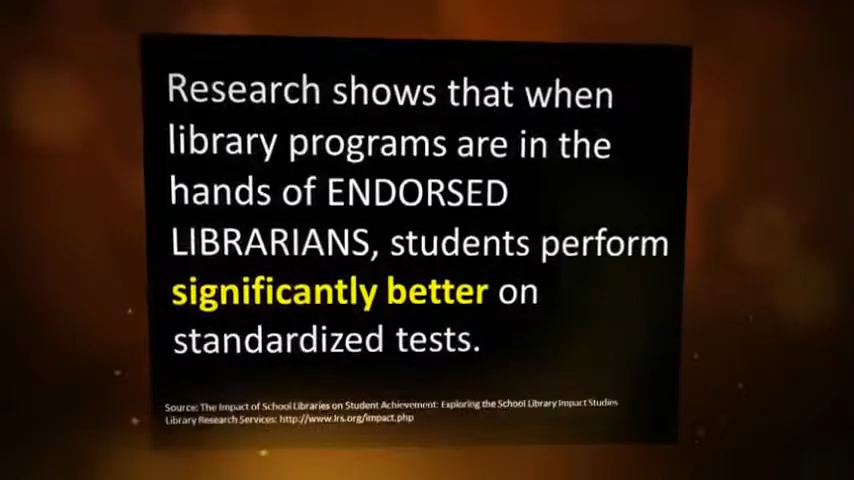 Research shows that when
library programs are in the
hands of ENDORSED
LIBRARIANS, students perform
significantly better on
standardized tests.
Source: The Impact of School Libraries on Student Achievement: Exploring the School Library Impact Studies
Library Research Services: http://www.lrs.org/impact.php